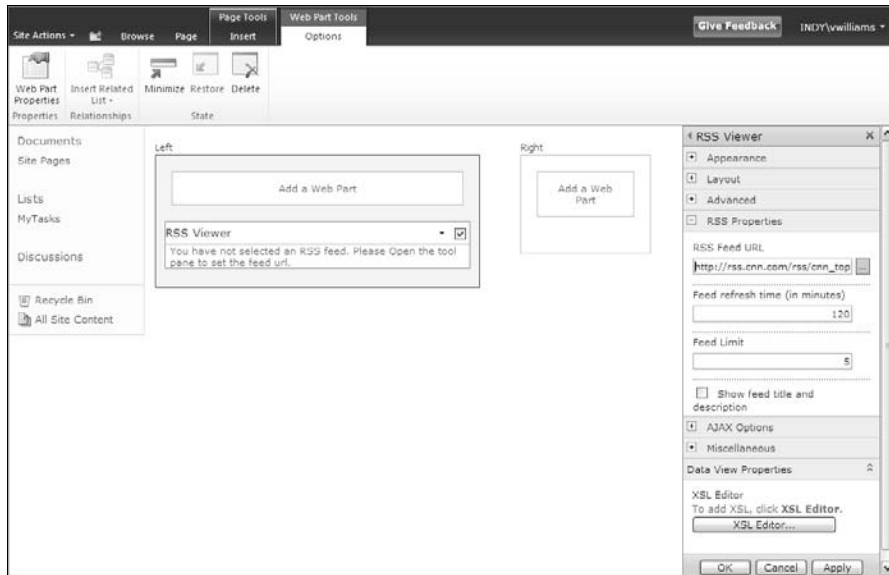 Page Tools
Web Part Tools
Site Actions
Browse
Page
Insert
Options
Give Feedback
INDY\vwilliams
Web Part
Properties
Insert Related
List
Minimize
Restore
Delete
Properties
Relationships
State
Documents
Site Pages
Lists
MyTasks
Discussions
Recycle Bin
All Site Content
Left
Add a Web Part
RSS Viewer
You have not selected an RSS feed. Please Open the tool
pane to set the feed url.
Right
Add a Web
Part
RSS Viewer
Appearance
Layout
Advanced
RSS Properties
RSS Feed URL
http://rss.cnn.com/rss/cnn_top
...
Feed refresh time (in minutes)
120
Feed Limit
5
Show feed title and
description
AJAX Options
Miscellaneous
Data View Properties
XSL Editor
To add XSL, click XSL Editor.
XSL Editor...
OK
Cancel
Apply